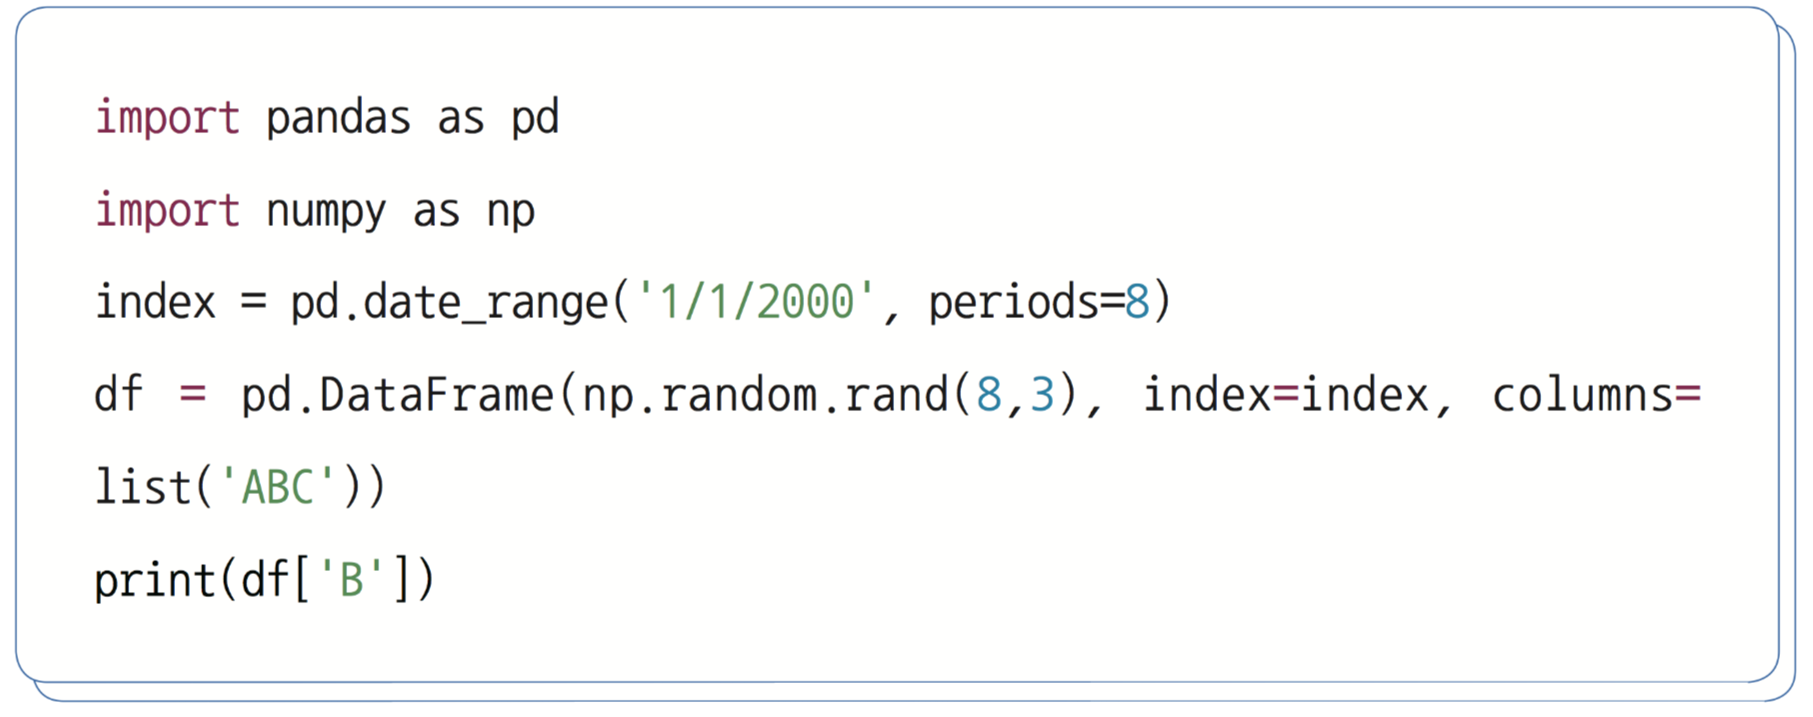 import pandas as pd
import numpy as np
index = pd.date_range('1/1/2000', periods=8)
df = pd.DataFrame(np.random.rand(8,3), index=index, columns=
list('ABC'))
print(df['B'])